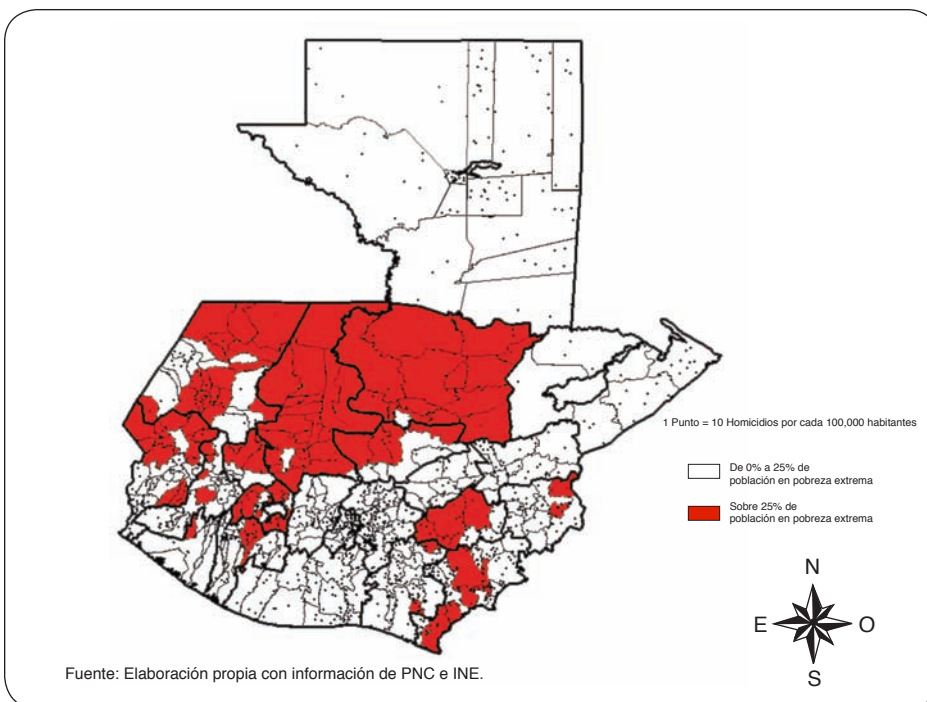 1 Punto = 10 Homicidios por cada 100,000 habitantes
De 0% a 25% de
población en pobreza extrema
Sobre 25% de
población en pobreza extrema
N
E O
S
Fuente: Elaboración propia con información de PNC e INE.